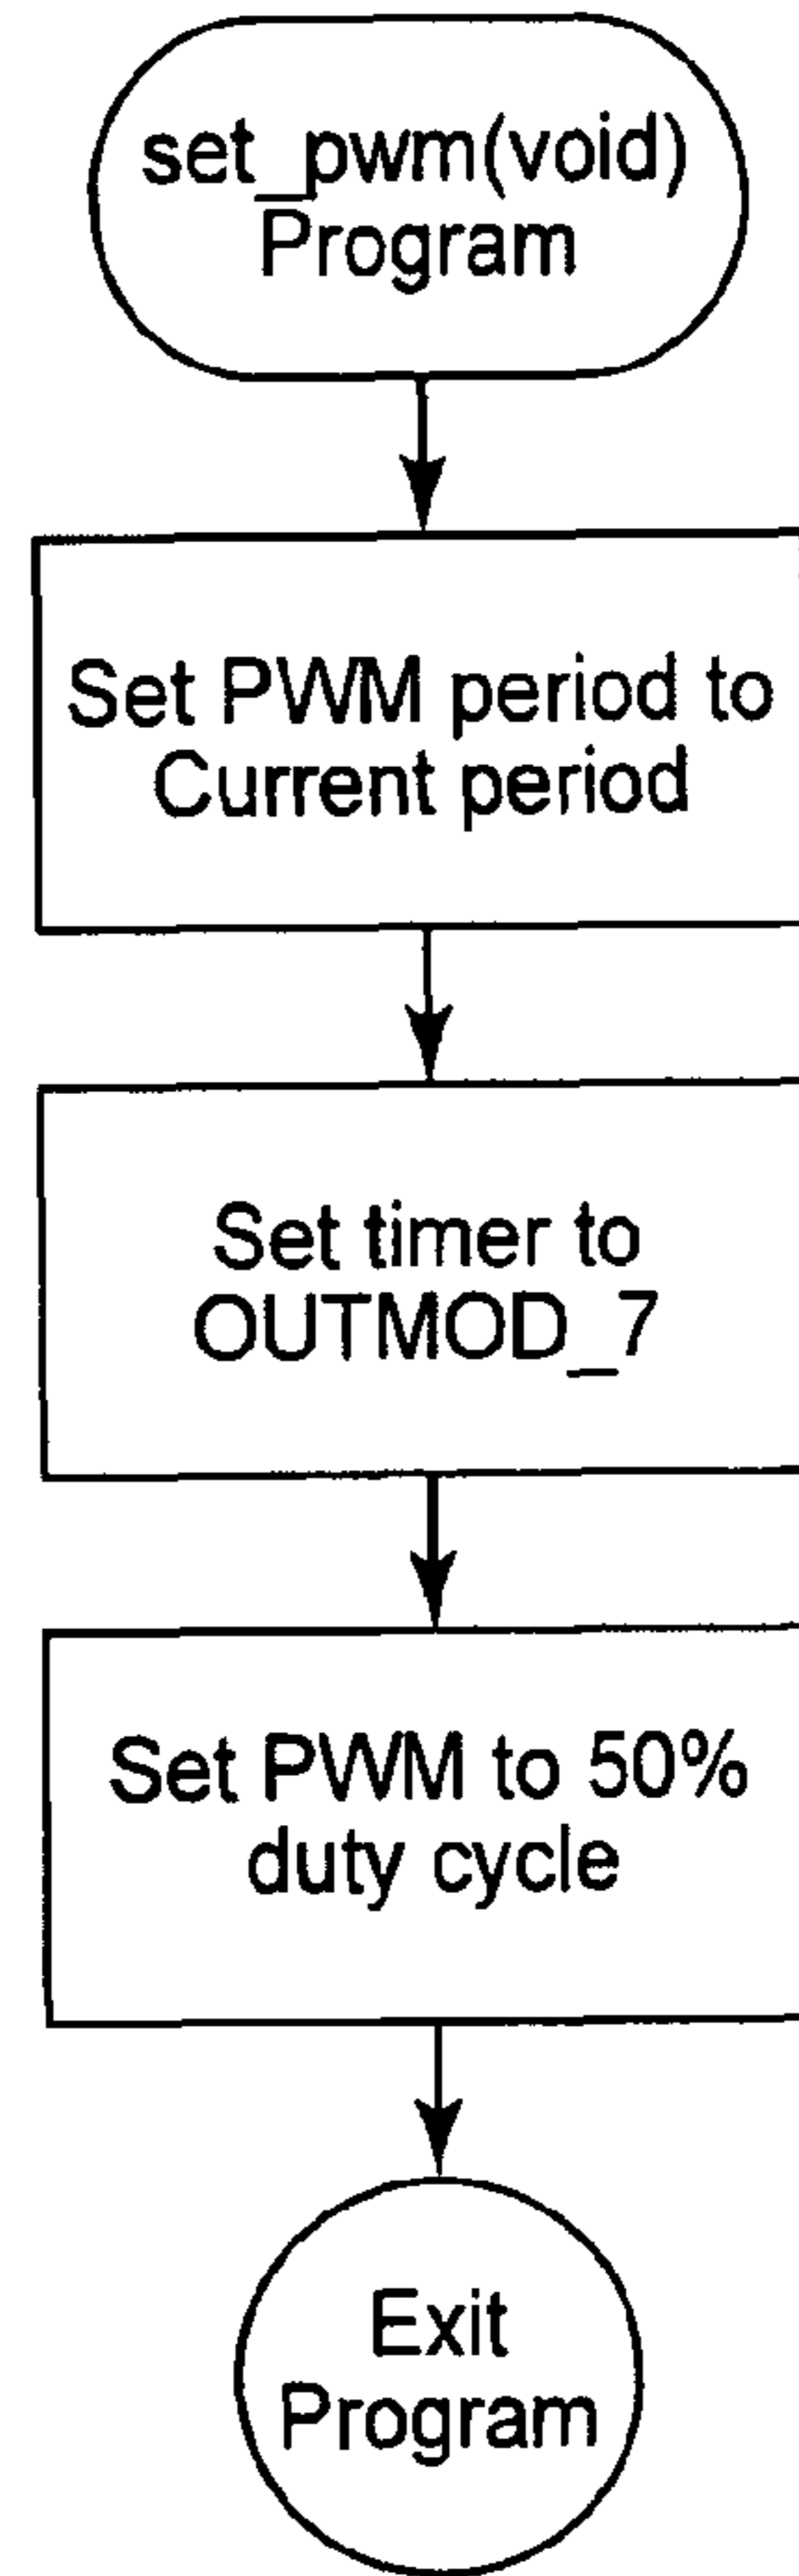 set_pwm(void)
Program
Set PWM period to
Current period
Set timer to
OUTMOD_7
Set PWM to 50%
duty cycle
Exit
Program